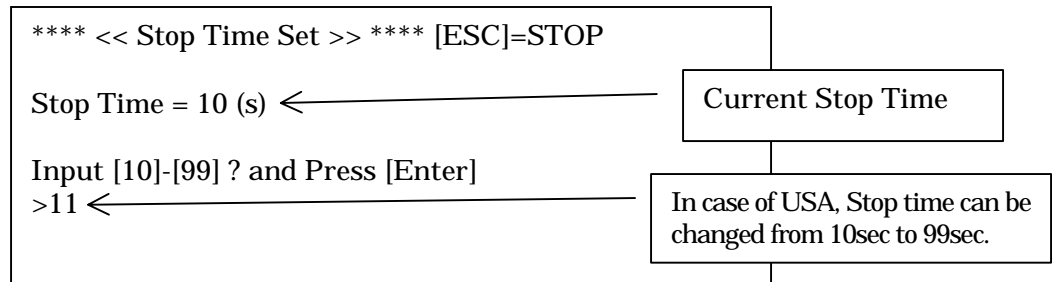 **** << Stop Time Set >> **** [ESC]=STOP
Stop Time = 10 (s)
Current Stop Time
Input [10]-[99] ? and Press [Enter]
>11
In case of USA, Stop time can be
changed from 10sec to 99sec.